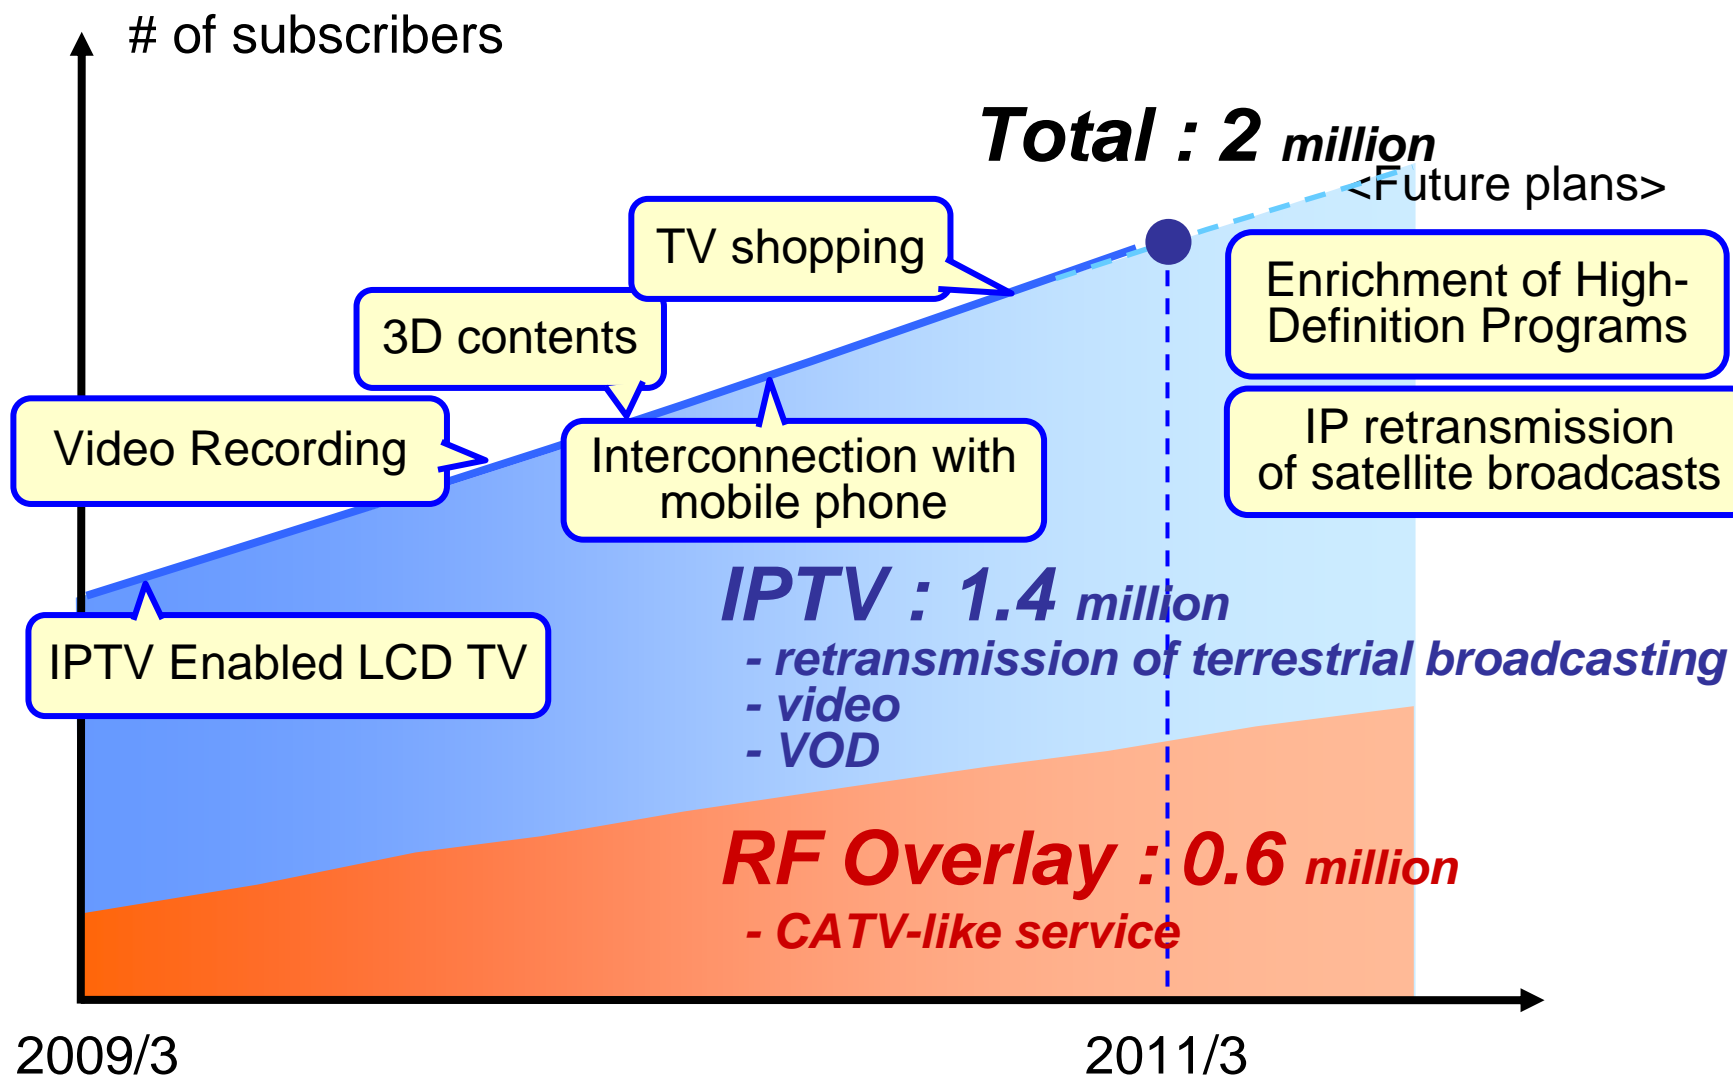 # of subscribers
Total : 2 million
<Future plans>
TV shopping
Enrichment of High-
Definition Programs
3D contents
IP retransmission
of satellite broadcasts
Video Recording
Interconnection with
mobile phone
IPTV : 1.4 million
- retransmission of terrestrial broadcasting
- video
- VOD
IPTV Enabled LCD TV
RF Overlay : 0.6 million
- CATV-like service
2009/3
2011/3